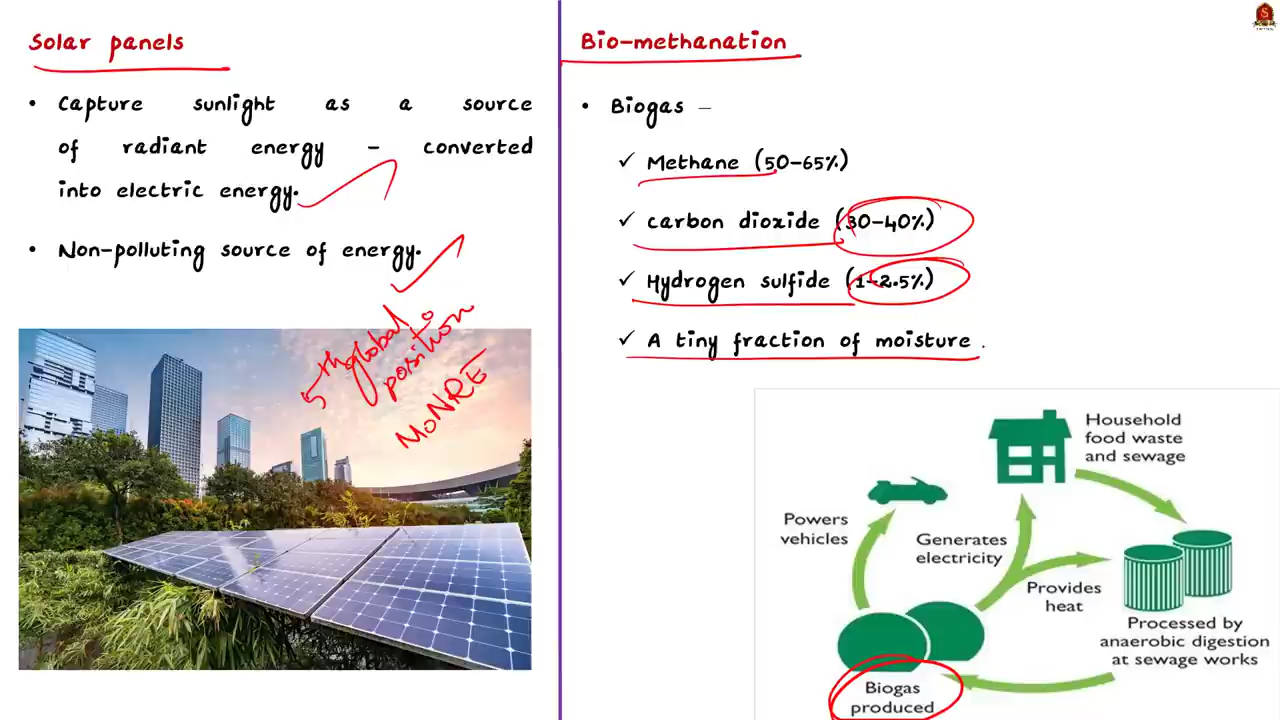 Solar panels
• Capture sunlight as a source
of radiant energy – converted
into electric energy.
• Non-polluting source of energy.
5th global
position
MoNRE
Bio-methanation
• Biogas –
✓ Methane (50-65%)
✓ carbon dioxide (30-40%)
✓ Hydrogen sulfide (1-2.5%)
✓ A tiny fraction of moisture.
Household
food waste
and sewage
Powers
vehicles
Generates
electricity
Provides
heat
Processed by
anaerobic digestion
at sewage works
Biogas
produced